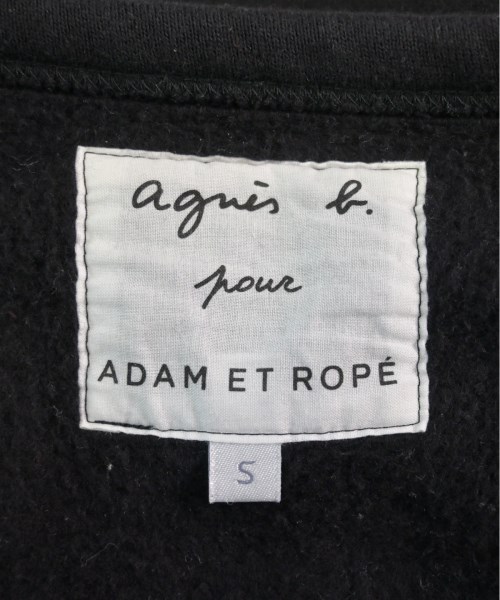 agnès b.
pour
ADAM ET ROPÉ
S